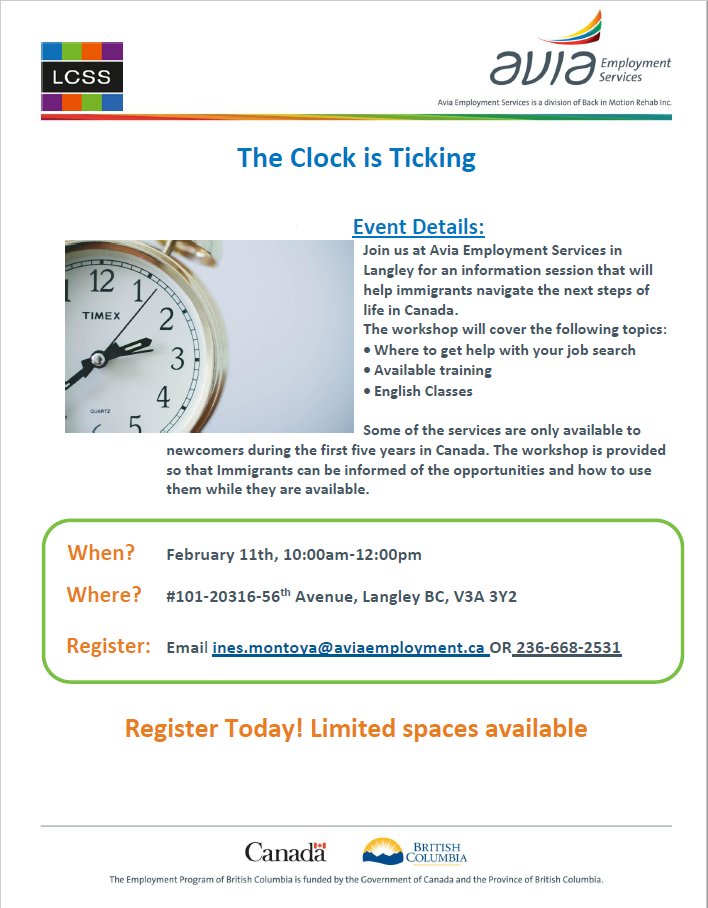 LCSS
avia Employment
Services
Avia Employment Services is a division of Back in Motion Rehab Inc.
The Clock is Ticking
Event Details:
12
1
2
3
4
5
TIMEX
QUARTZ
Join us at Avia Employment Services in
Langley for an information session that will
help immigrants navigate the next steps of
life in Canada.
The workshop will cover the following topics:
• Where to get help with your job search
• Available training
• English Classes
Some of the services are only available to
newcomers during the first five years in Canada. The workshop is provided
so that Immigrants can be informed of the opportunities and how to use
them while they are available.
When? February 11th, 10:00am-12:00pm
Where? #101-20316-56th Avenue, Langley BC, V3A 3Y2
Register: Email ines.montoya@aviaemployment.ca OR 236-668-2531
Register Today! Limited spaces available
Canada
BRITISH
COLUMBIA
The Employment Program of British Columbia is funded by the Government of Canada and the Province of British Columbia.